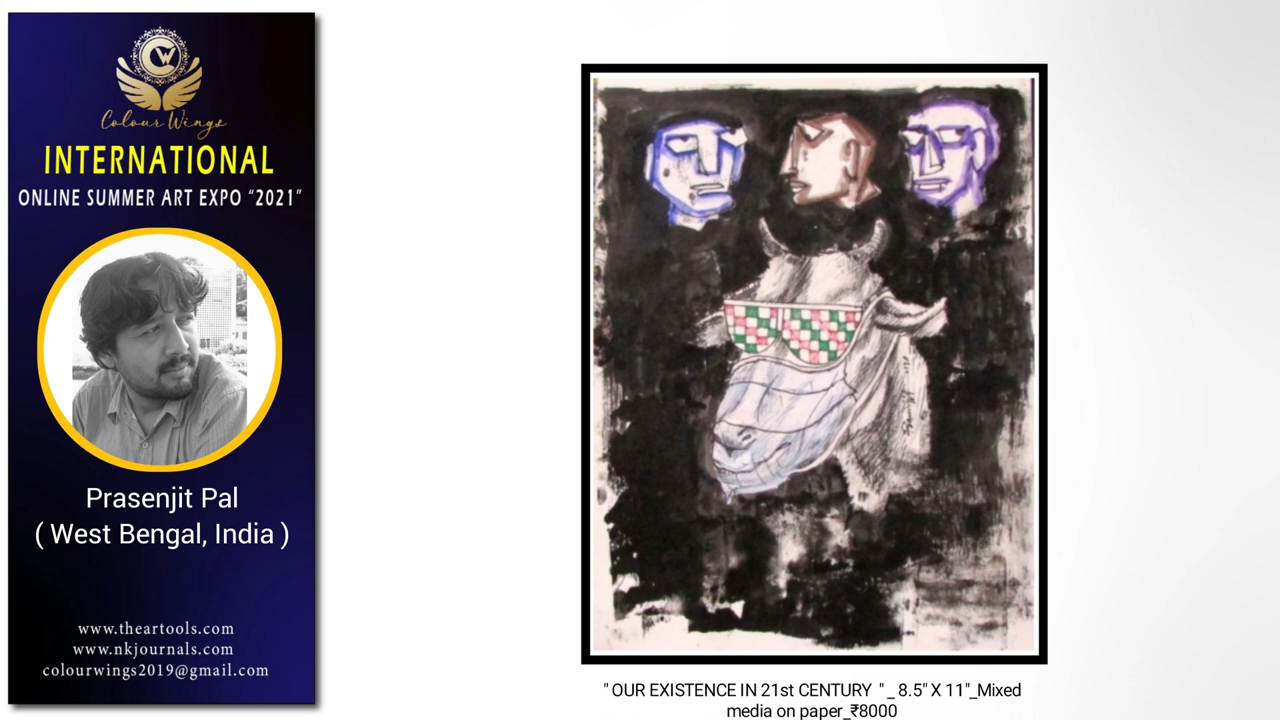 CW
Colour Wings
INTERNATIONAL
ONLINE SUMMER ART EXPO “2021”
Prasenjit Pal
( West Bengal, India )
www.theartools.com
www.nkjournals.com
colourwings2019@gmail.com
" OUR EXISTENCE IN 21st CENTURY " _ 8.5" X 11"_Mixed
media on paper_₹8000